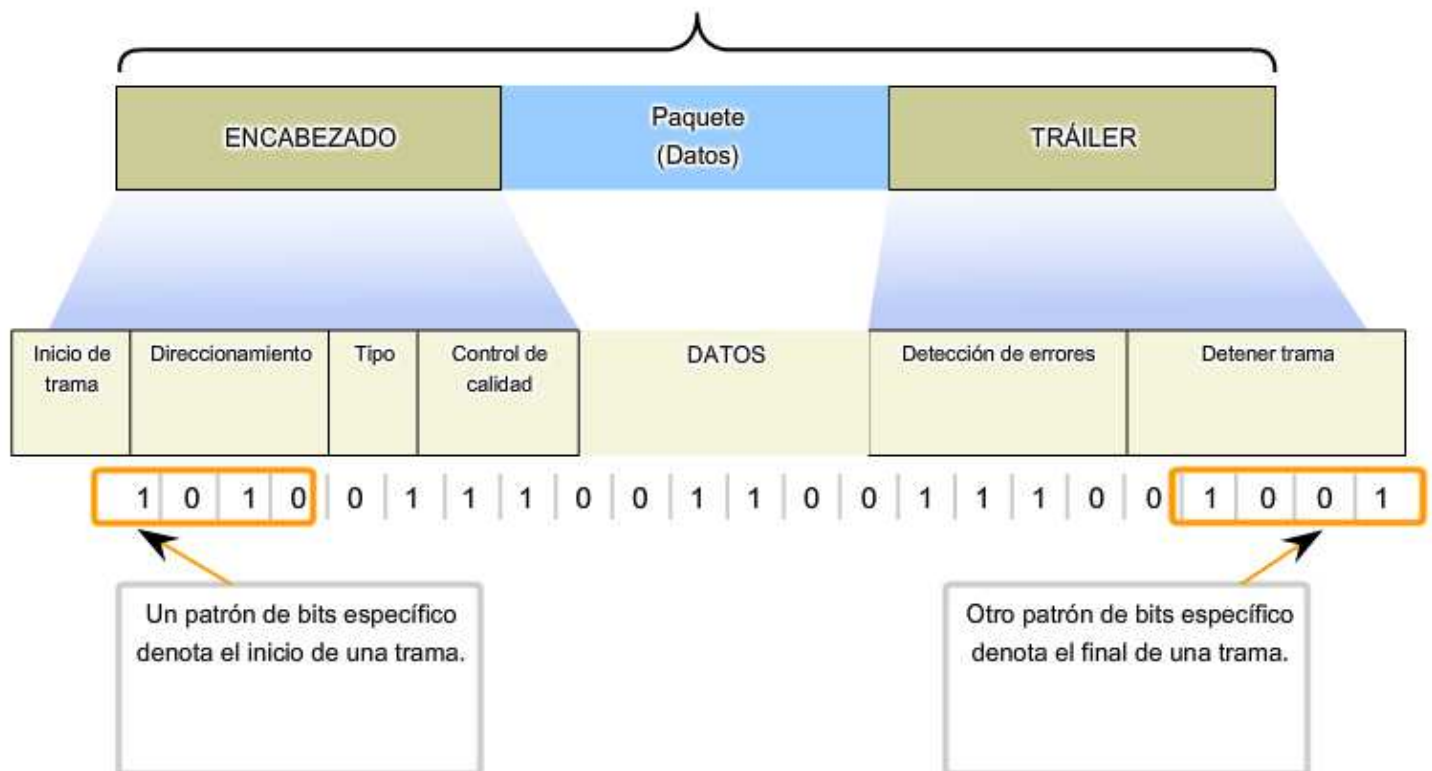 ENCABEZADO
Paquete
(Datos)
TRÁILER
Inicio de
trama
Direccionamiento
Tipo
Control de
calidad
DATOS
Detección de errores
Detener trama
1 0 1 0 0 1 1 1 0 0 1 1 0 0 1 1 1 0 0 1 0 0 1
Un patrón de bits específico
denota el inicio de una trama.
Otro patrón de bits específico
denota el final de una trama.